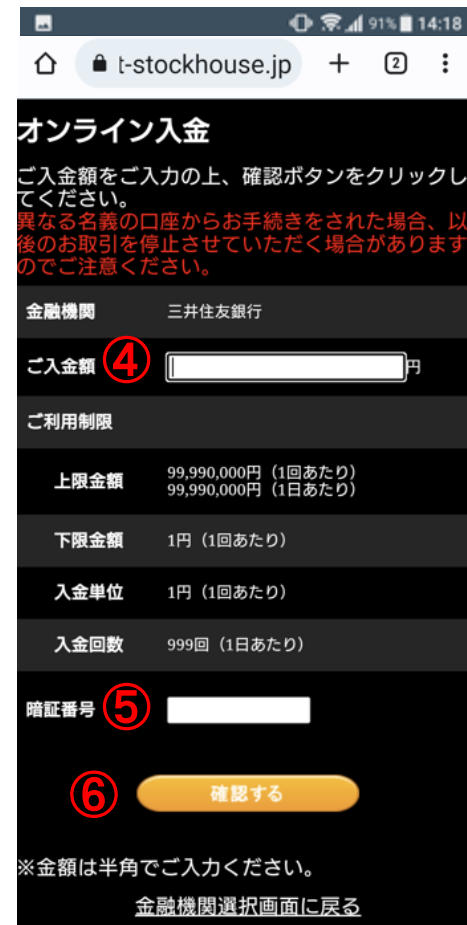 91% 14:18
t-stockhouse.jp 2
オンライン入金
ご入金額をご入力の上、確認ボタンをクリックし
てください。
異なる名義の口座からお手続きをされた場合、以
後のお取引を停止させていただく場合があります
のでご注意ください。
金融機関 三井住友銀行
ご入金額 ④ 円
ご利用制限
上限金額 99,990,000円（1回あたり）
99,990,000円（1日あたり）
下限金額 1円（1回あたり）
入金単位 1円（1回あたり）
入金回数 999回（1日あたり）
暗証番号 ⑤
⑥ 確認する
※金額は半角でご入力ください。
金融機関選択画面に戻る